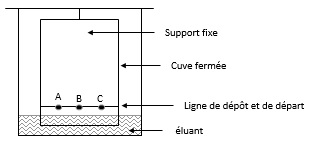 Support fixe
Cuve fermée
A B C
Ligne de dépôt et de départ
éluant